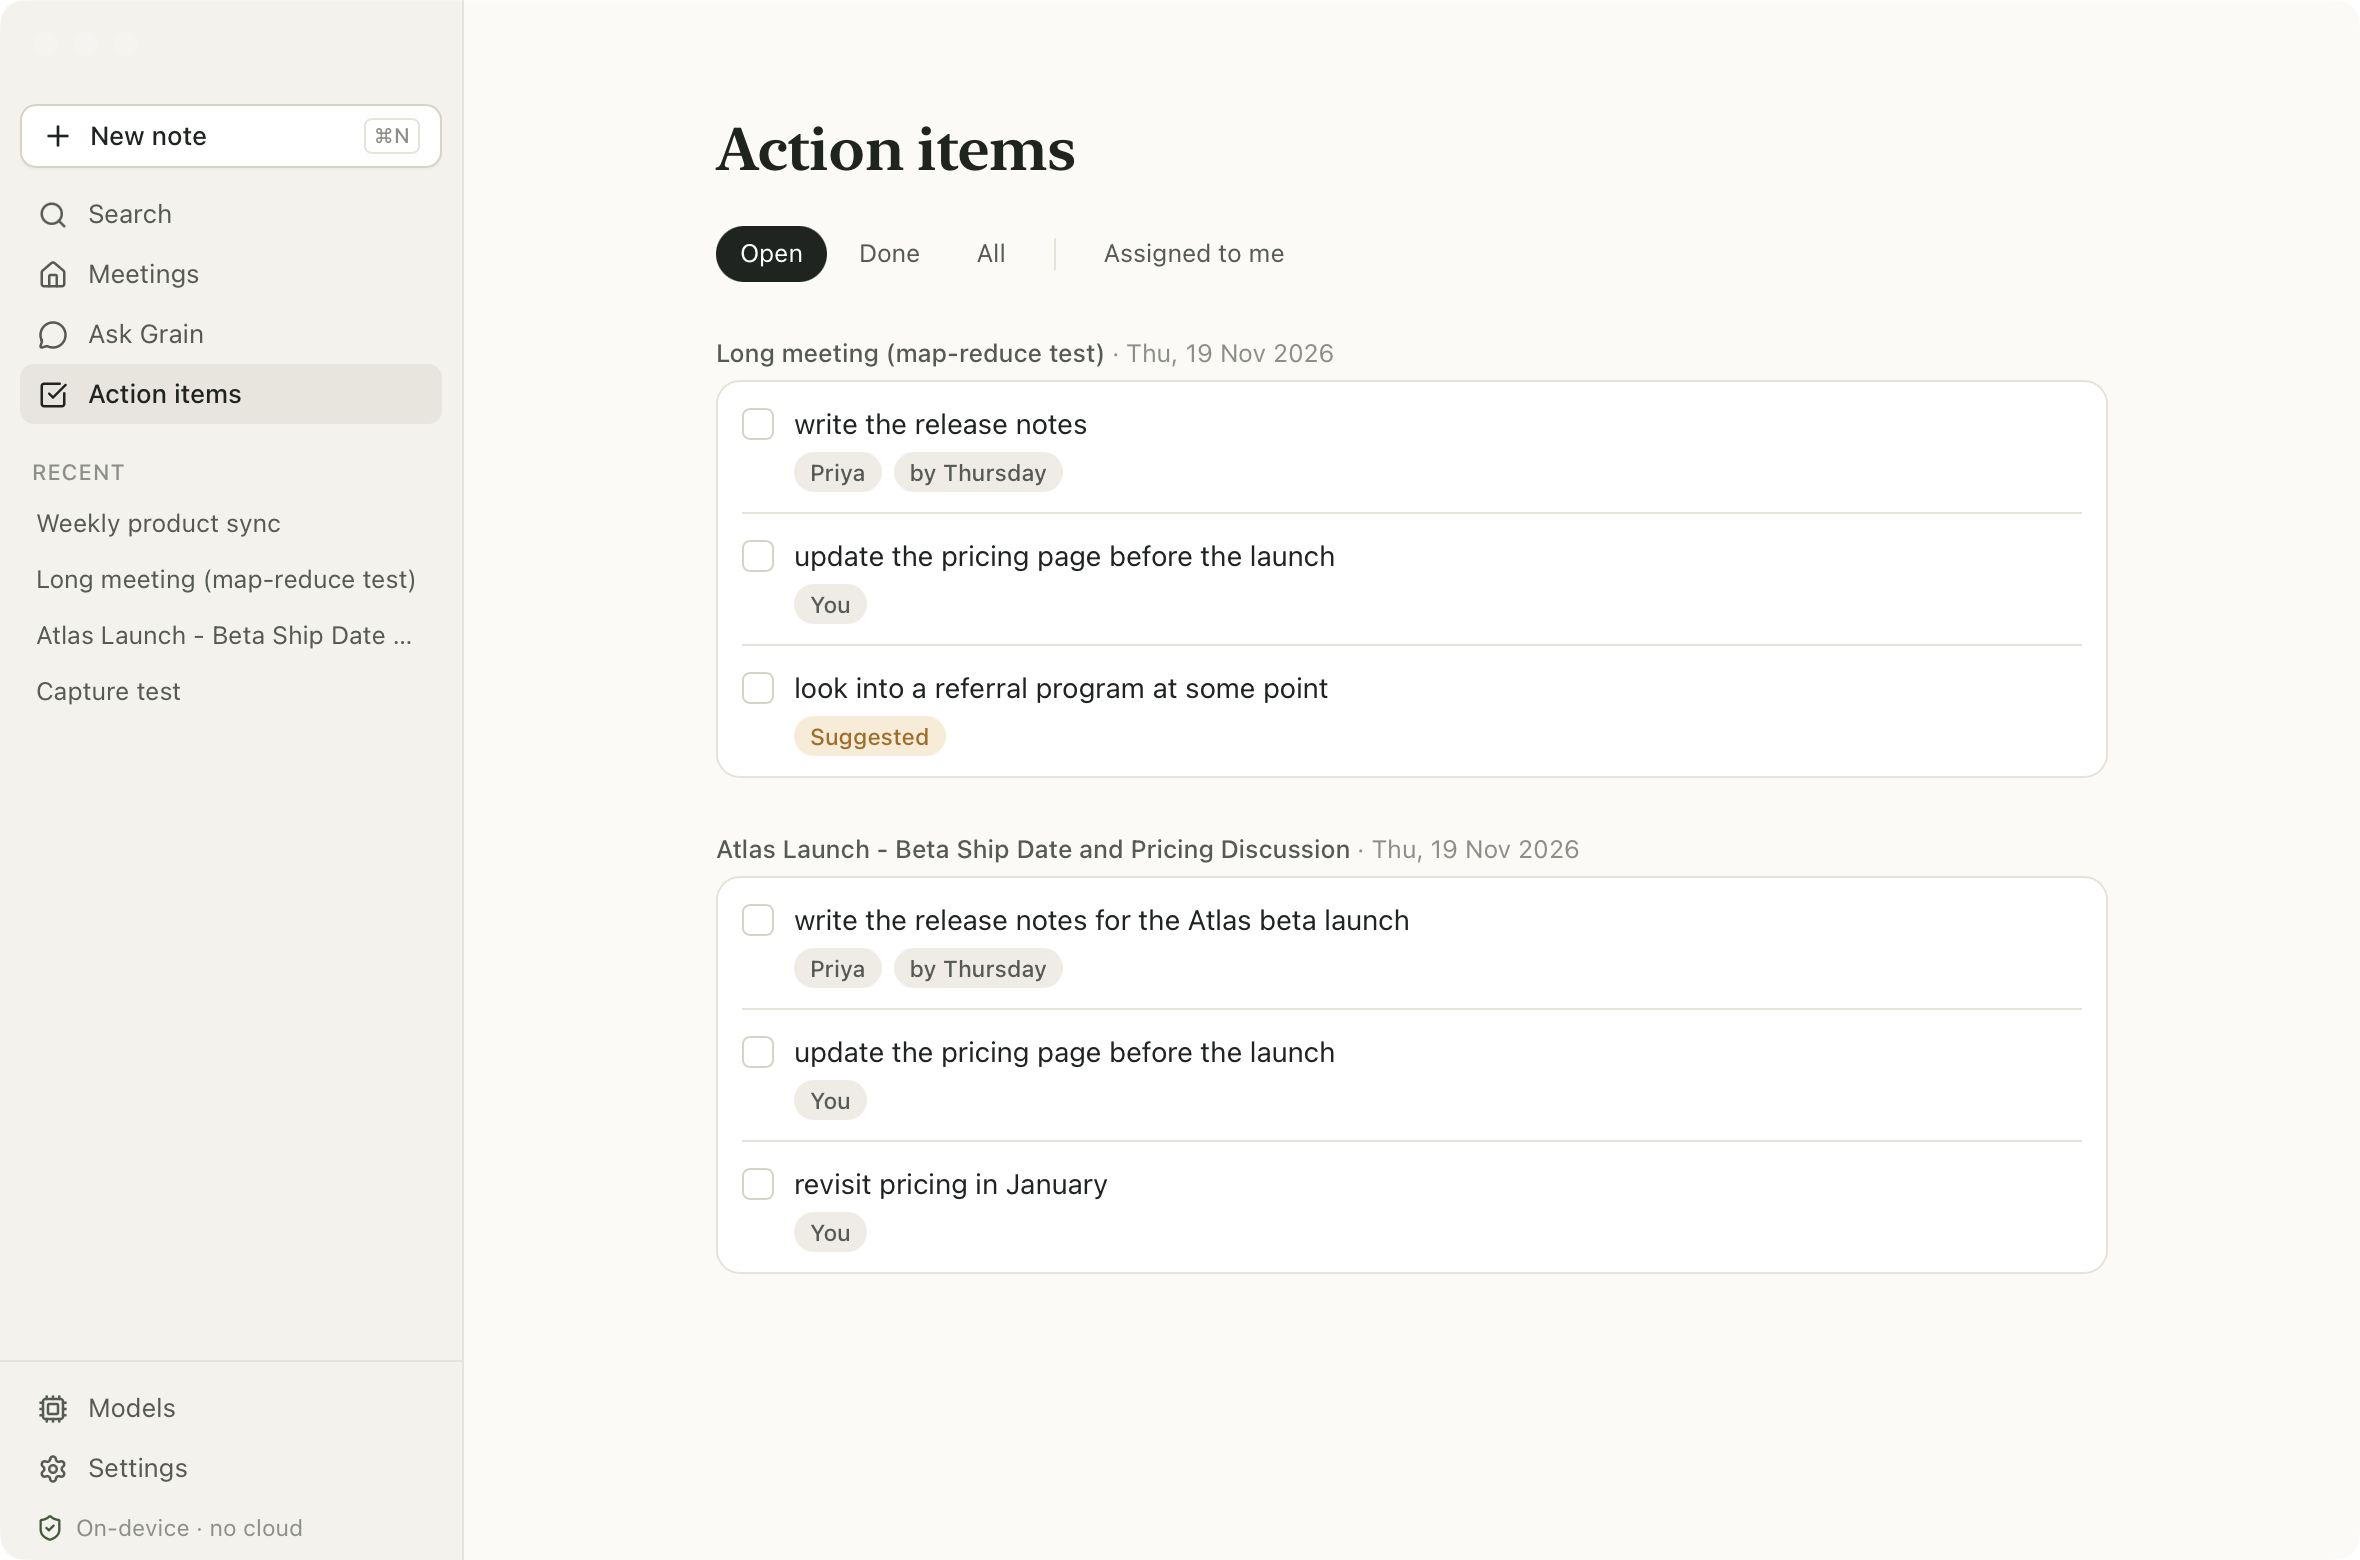 New note ⌘N
Search
Meetings
Ask Grain
Action items
RECENT
Weekly product sync
Long meeting (map-reduce test)
Atlas Launch - Beta Ship Date ...
Capture test
Models
Settings
On-device · no cloud
Action items
Open Done All Assigned to me
Long meeting (map-reduce test) · Thu, 19 Nov 2026
write the release notes
Priya by Thursday
update the pricing page before the launch
You
look into a referral program at some point
Suggested
Atlas Launch - Beta Ship Date and Pricing Discussion · Thu, 19 Nov 2026
write the release notes for the Atlas beta launch
Priya by Thursday
update the pricing page before the launch
You
revisit pricing in January
You